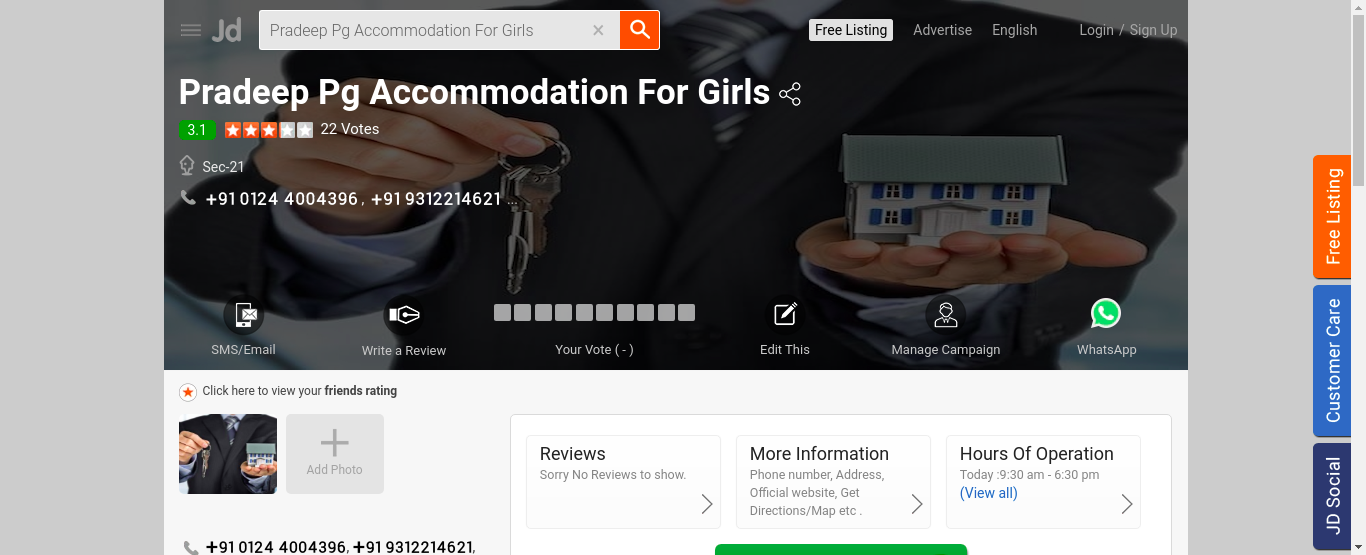 Jd
Pradeep Pg Accommodation For Girls
Free Listing
Advertise
English
Login / Sign Up
Pradeep Pg Accommodation For Girls
3.1
22 Votes
Sec-21
+91 0124 4004396, +91 9312214621 ...
SMS/Email
Write a Review
Your Vote ( - )
Edit This
Manage Campaign
WhatsApp
Click here to view your friends rating
Add Photo
Reviews
Sorry No Reviews to show.
More Information
Phone number, Address,
Official website, Get
Directions/Map etc .
Hours Of Operation
Today :9:30 am - 6:30 pm
(View all)
+91 0124 4004396, +91 9312214621,
Free Listing
Customer Care
JD Social